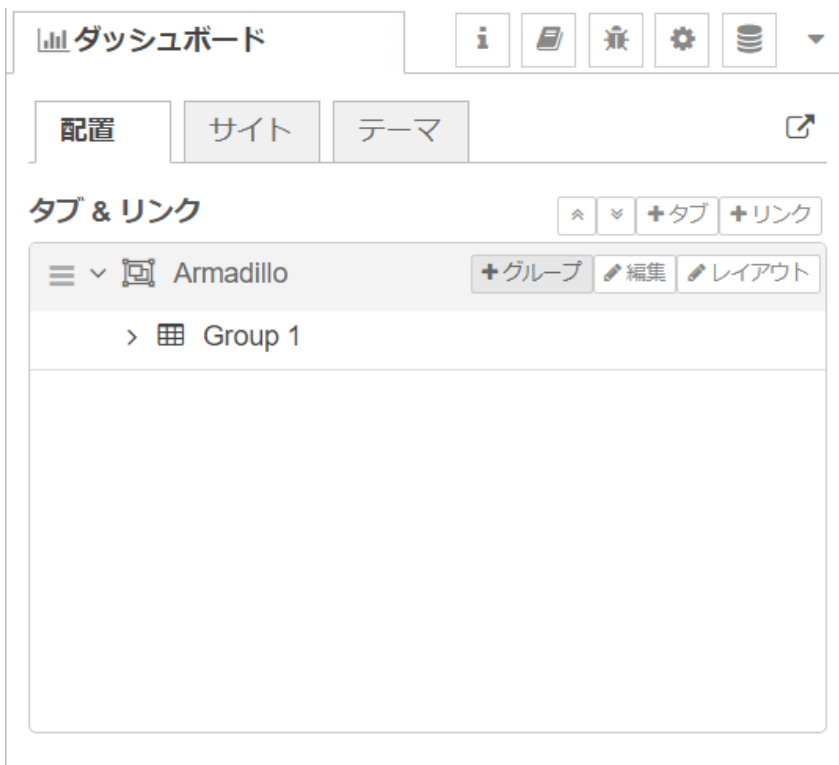 ダッシュボード
配置 サイト テーマ
タブ & リンク タブ リンク
Armadillo グループ 編集 レイアウト
Group 1